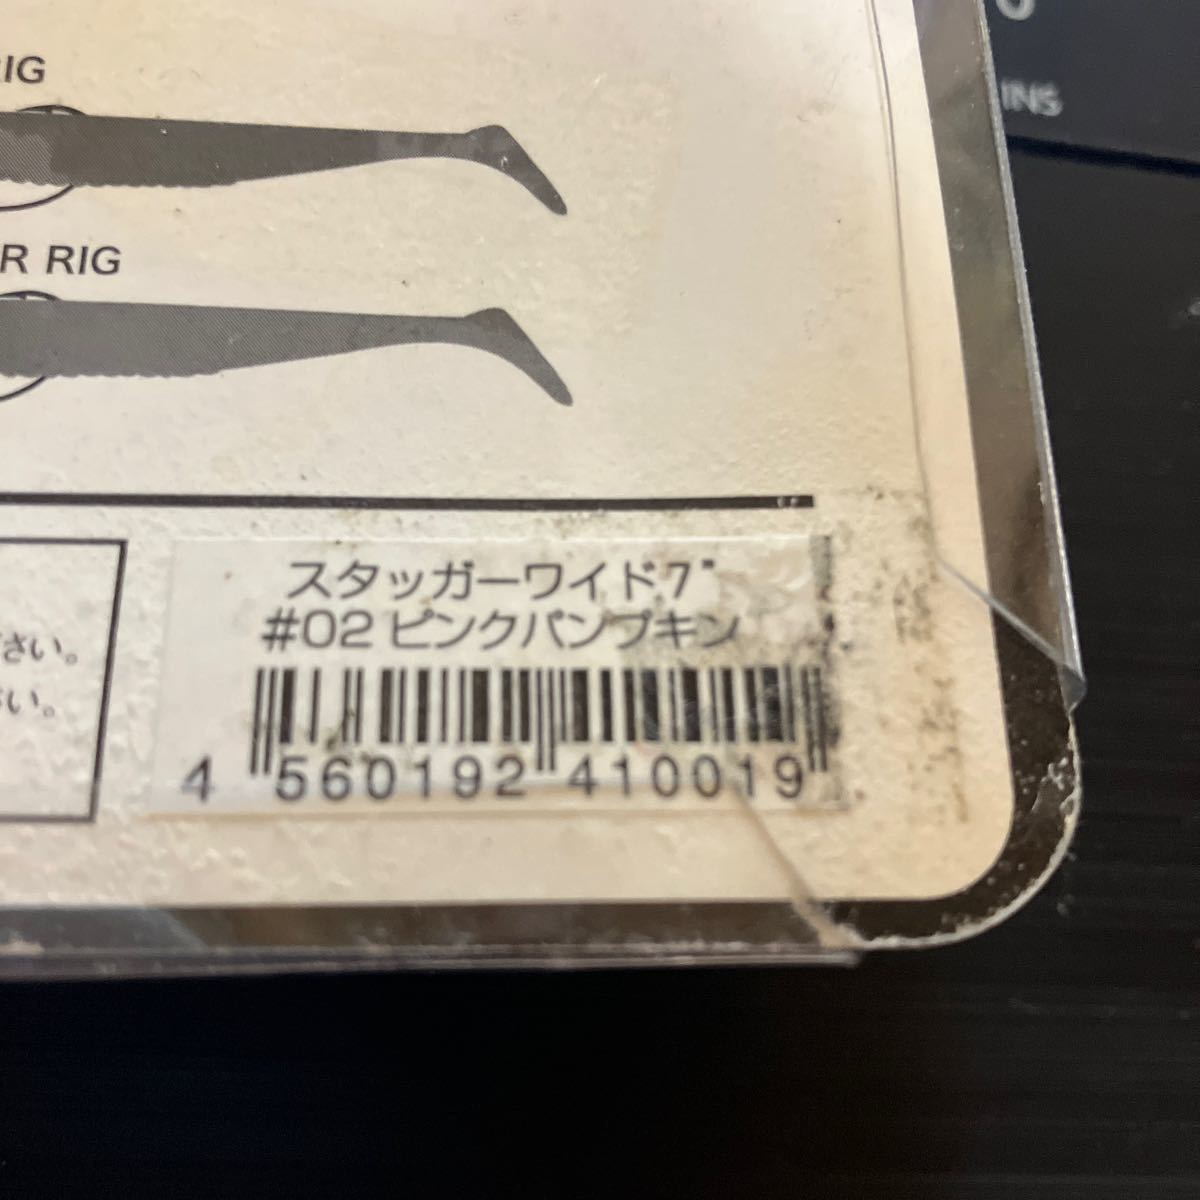 RIG
R RIG
さい。
い。
スタッガーワイド7"
#02 ピンクパンプキン
4 560192 410019
INS